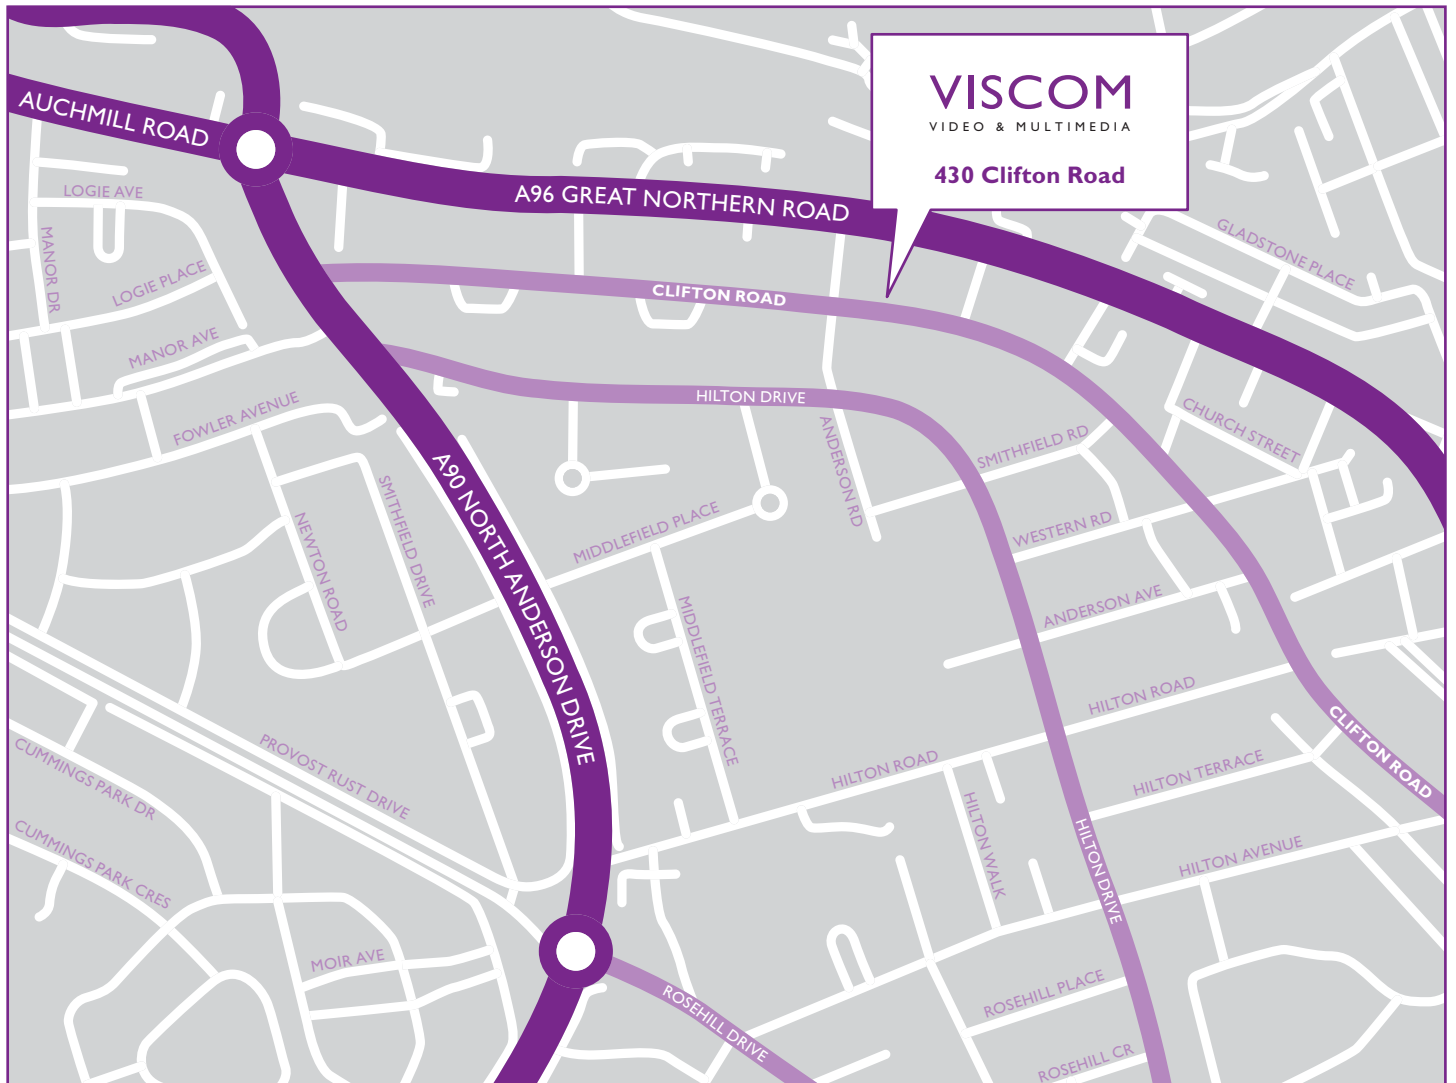 VISCOM
VIDEO & MULTIMEDIA
430 Clifton Road
AUCHMILL ROAD
A96 GREAT NORTHERN ROAD
LOGIE AVE
MANOR DR
LOGIE PLACE
MANOR AVE
GLADSTONE PLACE
CLIFTON ROAD
HILTON DRIVE
FOWLER AVENUE
CHURCH STREET
ANDERSON RD
SMITHFIELD RD
A90 NORTH ANDERSON DRIVE
SMITHFIELD DRIVE
NEWTON ROAD
MIDDLEFIELD PLACE
WESTERN RD
MIDDLEFIELD TERRACE
ANDERSON AVE
HILTON ROAD
CLIFTON ROAD
PROVOST RUST DRIVE
CUMMINGS PARK DR
HILTON ROAD
HILTON TERRACE
HILTON WALK
HILTON DRIVE
HILTON AVENUE
CUMMINGS PARK CRES
MOIR AVE
ROSEHILL DRIVE
ROSEHILL PLACE
ROSEHILL CR